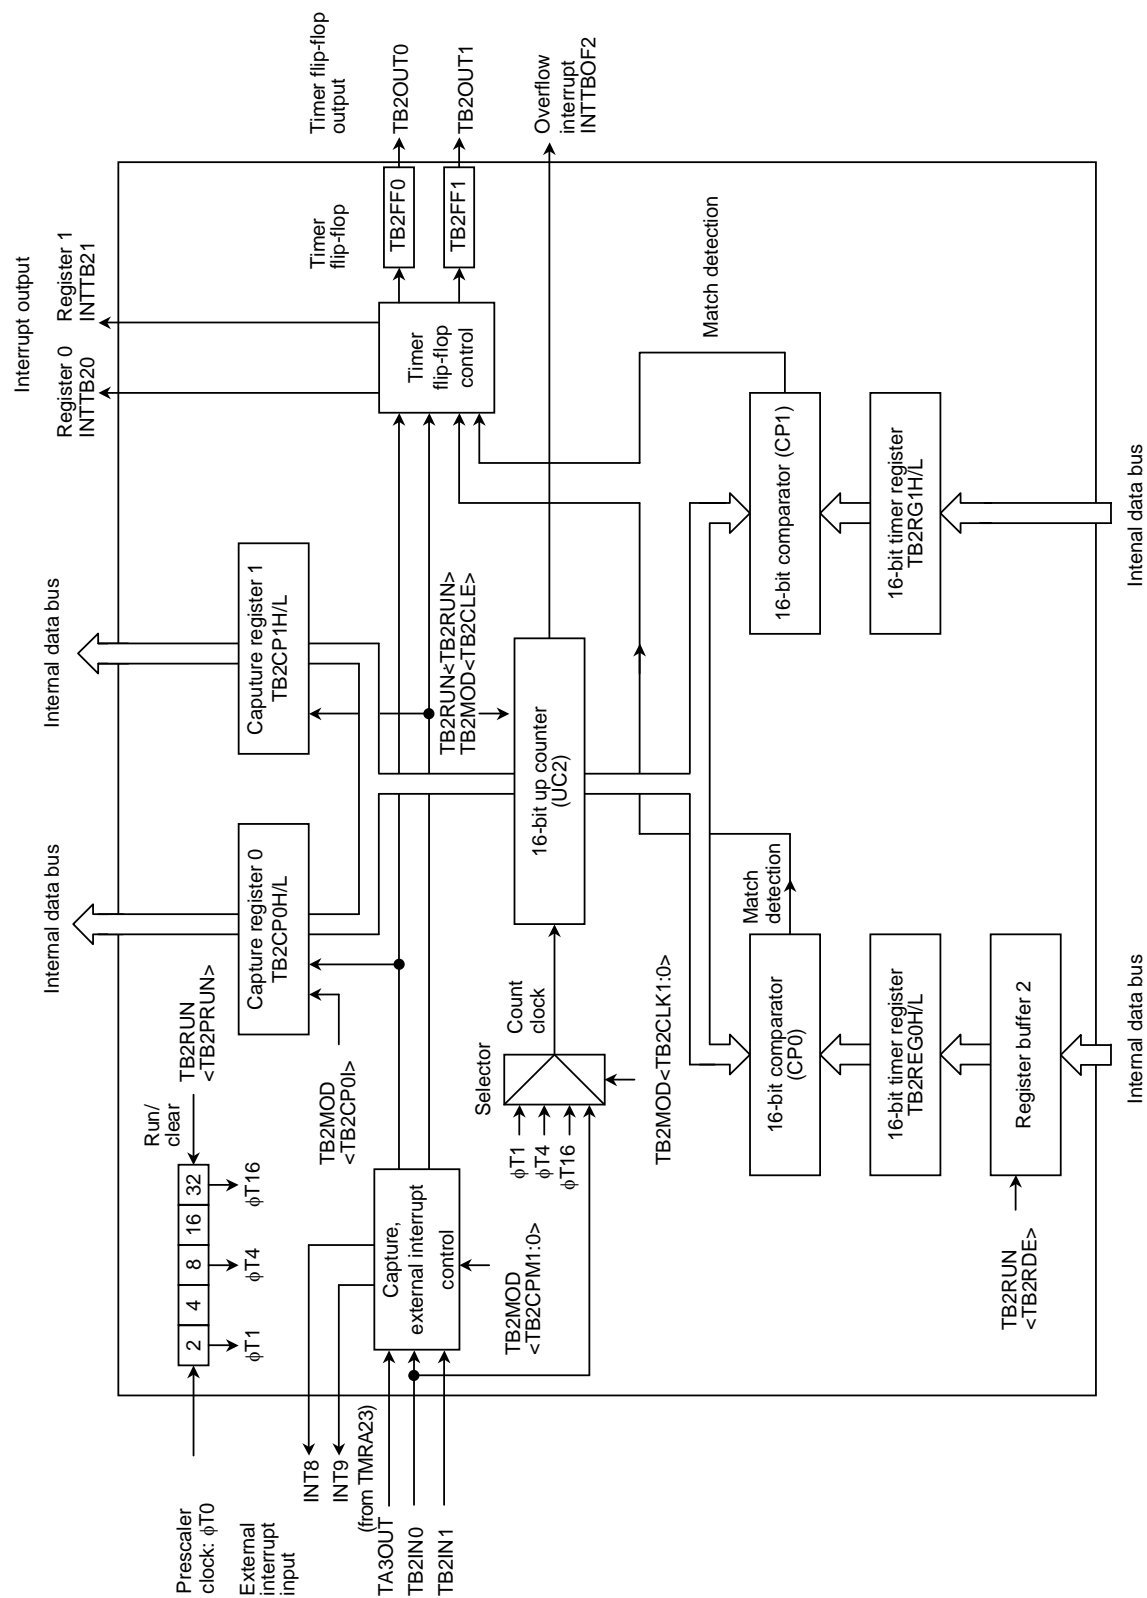 Prescaler
clock: ϕT0
2
4
8
16
32
ϕT1
ϕT4
ϕT16
Run/
clear
TB2RUN
<TB2PRUN>
External
interrupt
input
INT8
INT9
TA3OUT
(from TMRA23)
TB2IN0
TB2IN1
Capture,
external interrupt
control
TB2MOD
<TB2CPM1:0>
TB2MOD
<TB2CP0I>
Internal data bus
Internal data bus
Capture register 0
TB2CP0H/L
Caputure register 1
TB2CP1H/L
Interrupt output
Register 0
INTTB20
Register 1
INTTB21
Timer
flip-flop
control
Timer
flip-flop
TB2FF0
TB2FF1
Timer flip-flop
output
TB2OUT0
TB2OUT1
Overflow
interrupt
INTTBOF2
TB2RUN<TB2RUN>
TB2MOD<TB2CLE>
Selector
ϕT1
ϕT4
ϕT16
Count
clock
TB2MOD<TB2CLK1:0>
16-bit up counter
(UC2)
Match
detection
Match detection
16-bit comparator
(CP0)
16-bit comparator (CP1)
16-bit timer register
TB2REG0H/L
16-bit timer register
TB2RG1H/L
Register buffer 2
TB2RUN
<TB2RDE>
Internal data bus
Intenal data bus